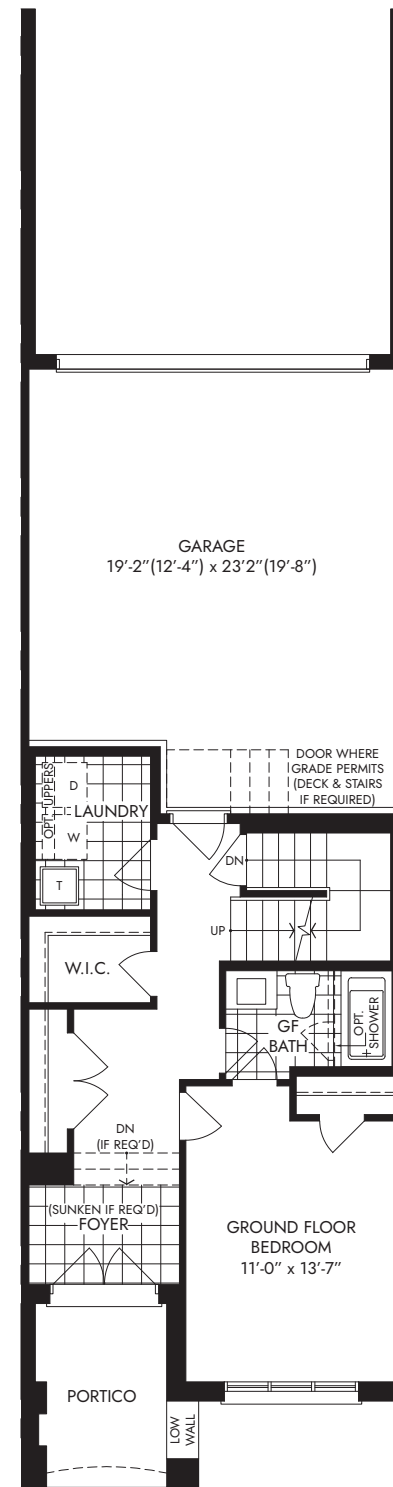 GARAGE
19'-2"(12'-4") x 23'2"(19'-8")
DOOR WHERE
GRADE PERMITS
(DECK & STAIRS
IF REQUIRED)
OPT. UPPERS
D
LAUNDRY
W
T
DN
UP
W.I.C.
GF
BATH
OPT.
SHOWER
DN
(IF REQ'D)
(SUNKEN IF REQ'D)
FOYER
GROUND FLOOR
BEDROOM
11'-0" x 13'-7"
PORTICO
LOW
WALL